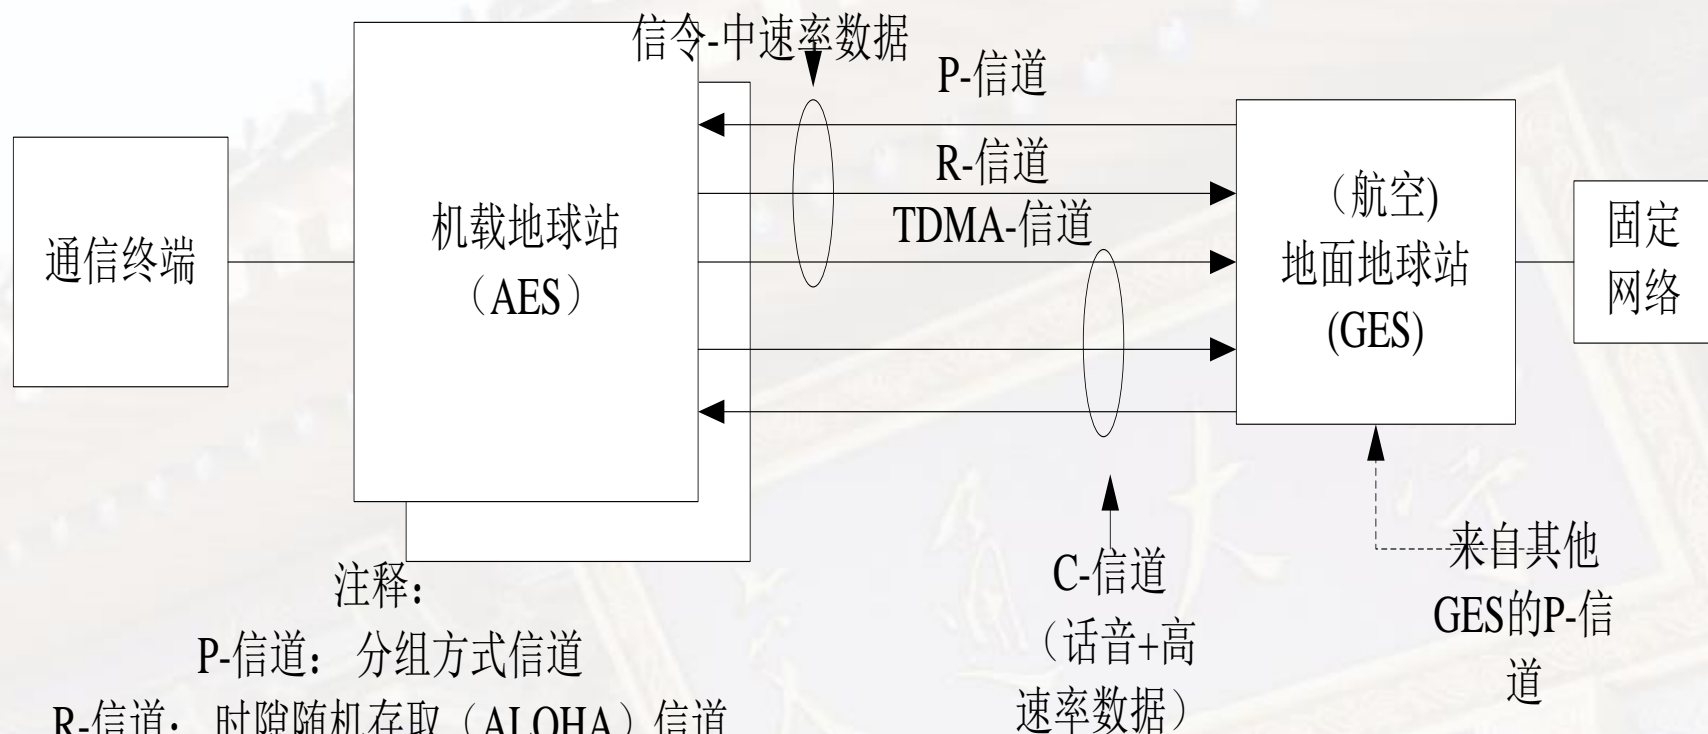 信令-中速率数据
P-信道
R-信道
TDMA-信道
通信终端
机载地球站
（AES）
（航空)
地面地球站
(GES)
固定
网络
C-信道
（话音+高
速率数据）
来自其他
GES的P-信
道
注释：
P-信道： 分组方式信道
R-信道： 时隙随机存取（ALOHA）信道